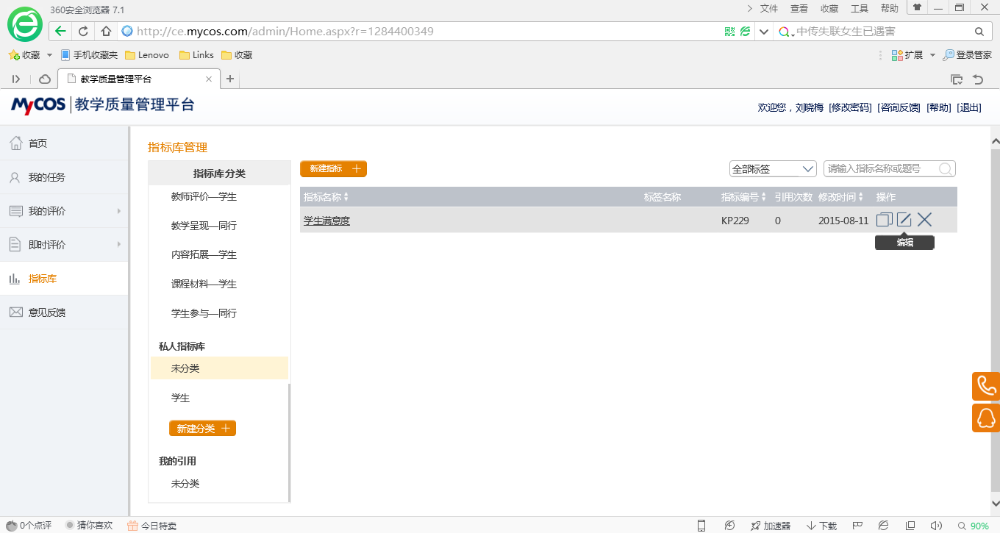 360安全浏览器 7.1
文件 查看 收藏 工具 帮助
http://ce.mycos.com/admin/Home.aspx?r=1284400349
中传失联女生已遇害
收藏 手机收藏夹 Lenovo Links 收藏
扩展 登录管家
教学质量管理平台
MyCOS 教学质量管理平台
欢迎您，刘晓梅 [修改密码] [咨询反馈] [帮助] [退出]
首页
我的任务
我的评价
即时评价
指标库
意见反馈
指标库管理
指标库分类
教师评价—学生
教学呈现—同行
内容拓展—学生
课程材料—学生
学生参与—同行
私人指标库
未分类
学生
新建分类
我的引用
未分类
新建指标
全部标签
请输入指标名称或题号
指标名称 标签名称 指标编号 引用次数 修改时间 操作
学生满意度 KP229 0 2015-08-11
编辑
0个点评 猜你喜欢 今日特卖
加速器 下载 90%